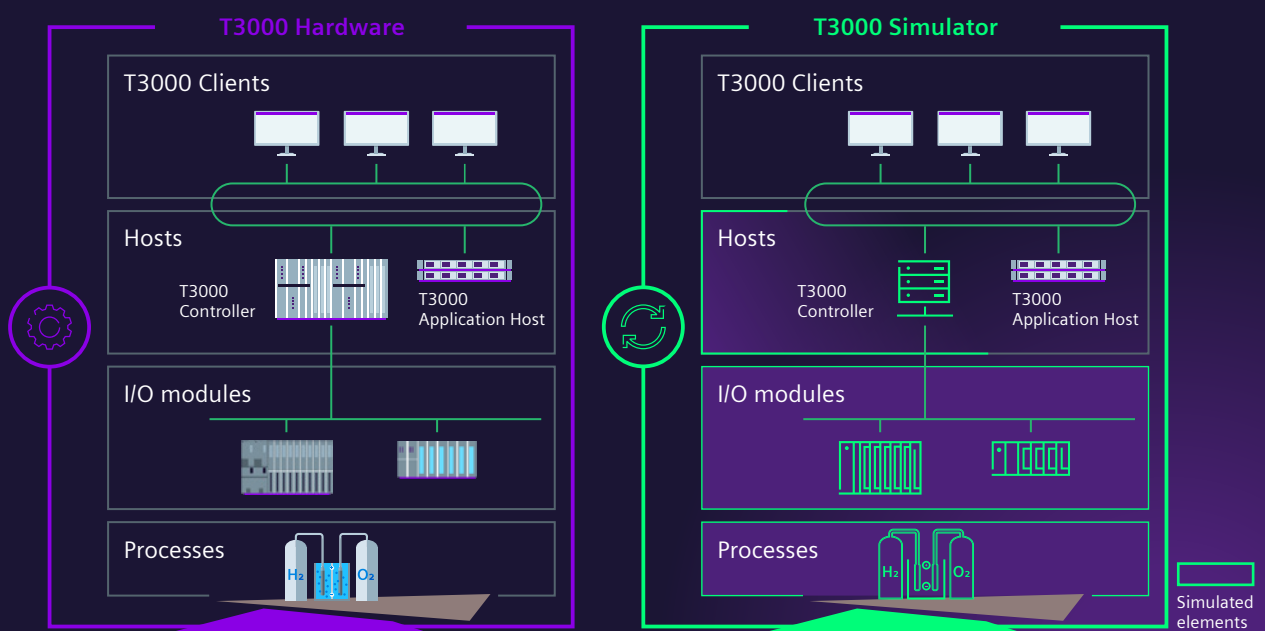 T3000 Hardware
T3000 Clients
Hosts
T3000
Controller
T3000
Application Host
I/O modules
Processes
H₂
O₂
T3000 Simulator
T3000 Clients
Hosts
T3000
Controller
T3000
Application Host
I/O modules
Processes
H₂
O₂
Simulated
elements